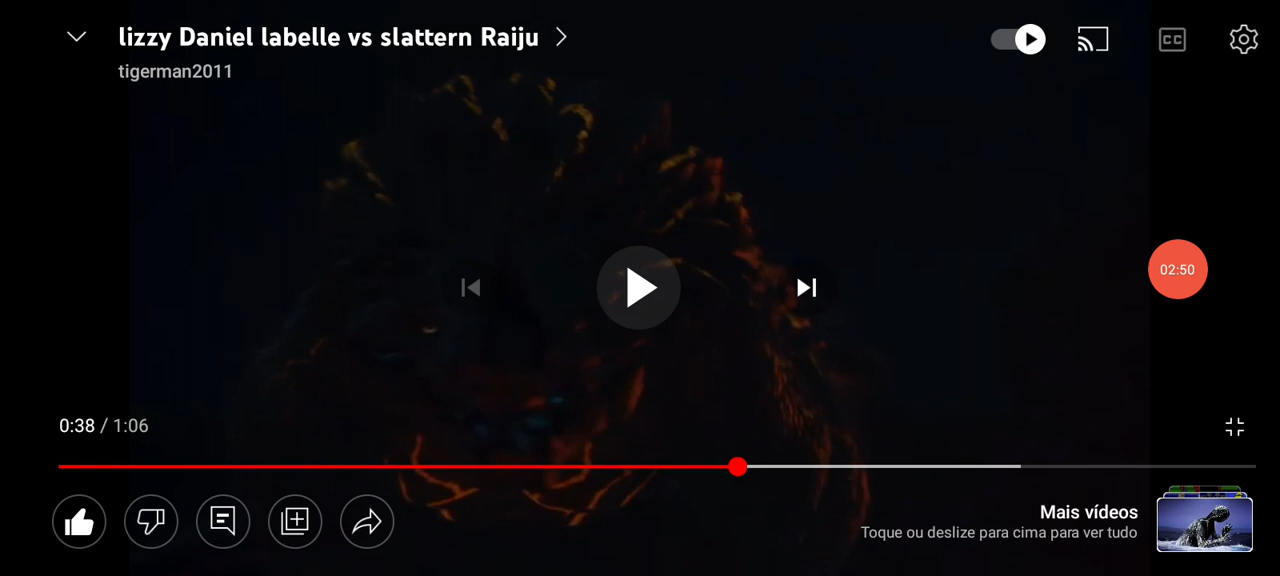 lizzy Daniel labelle vs slattern Raiju
tigerman2011
CC
02:50
0:38 / 1:06
Mais vídeos
Toque ou deslize para cima para ver tudo